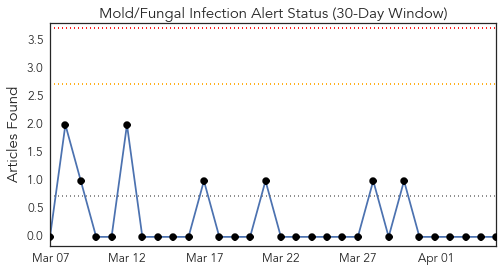 Mold/Fungal Infection Alert Status (30-Day Window)
Articles Found
3.5
3.0
2.5
2.0
1.5
1.0
0.5
0.0
Mar 07 Mar 12 Mar 17 Mar 22 Mar 27 Apr 01